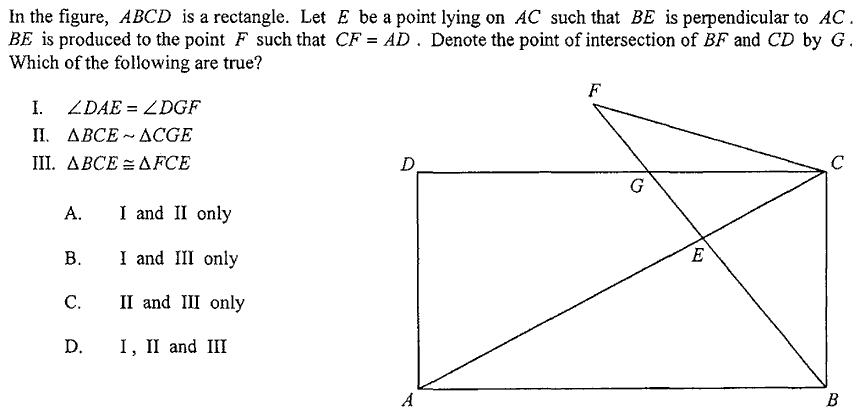 In the figure, ABCD is a rectangle. Let E be a point lying on AC such that BE is perpendicular to AC.
BE is produced to the point F such that CF = AD . Denote the point of intersection of BF and CD by G.
Which of the following are true?
I. ∠DAE = ∠DGF
II. ΔBCE ~ ΔCGE
III. ΔBCE ≅ ΔFCE
A. I and II only
B. I and III only
C. II and III only
D. I , II and III
F
D
C
G
E
A
B